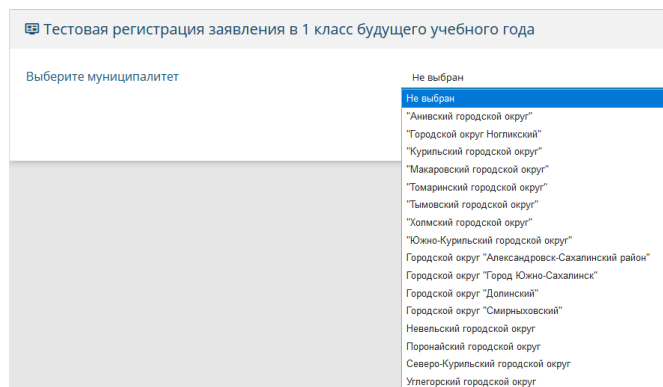 Тестовая регистрация заявления в 1 класс будущего учебного года
Выберите муниципалитет
Не выбран
Не выбран
"Анивский городской округ"
"Городской округ Ногликский"
"Курильский городской округ"
"Макаровский городской округ"
"Томаринский городской округ"
"Тымовский городской округ"
"Холмский городской округ"
"Южно-Курильский городской округ"
Городской округ "Александровск-Сахалинский район"
Городской округ "Город Южно-Сахалинск"
Городской округ "Долинский"
Городской округ "Смирныховский"
Невельский городской округ
Поронайский городской округ
Северо-Курильский городской округ
Углегорский городской округ